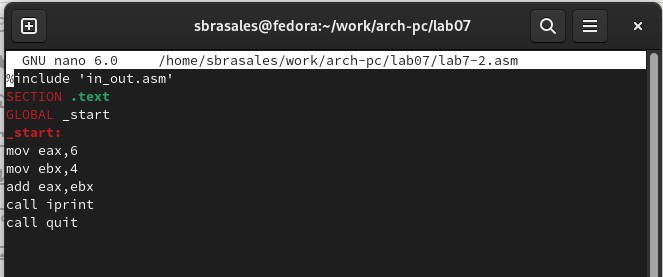 sbrasales@fedora:~/work/arch-pc/lab07
GNU nano 6.0 /home/sbrasales/work/arch-pc/lab07/lab7-2.asm
%include 'in_out.asm'
SECTION .text
GLOBAL _start
_start:
mov eax,6
mov ebx,4
add eax,ebx
call iprint
call quit